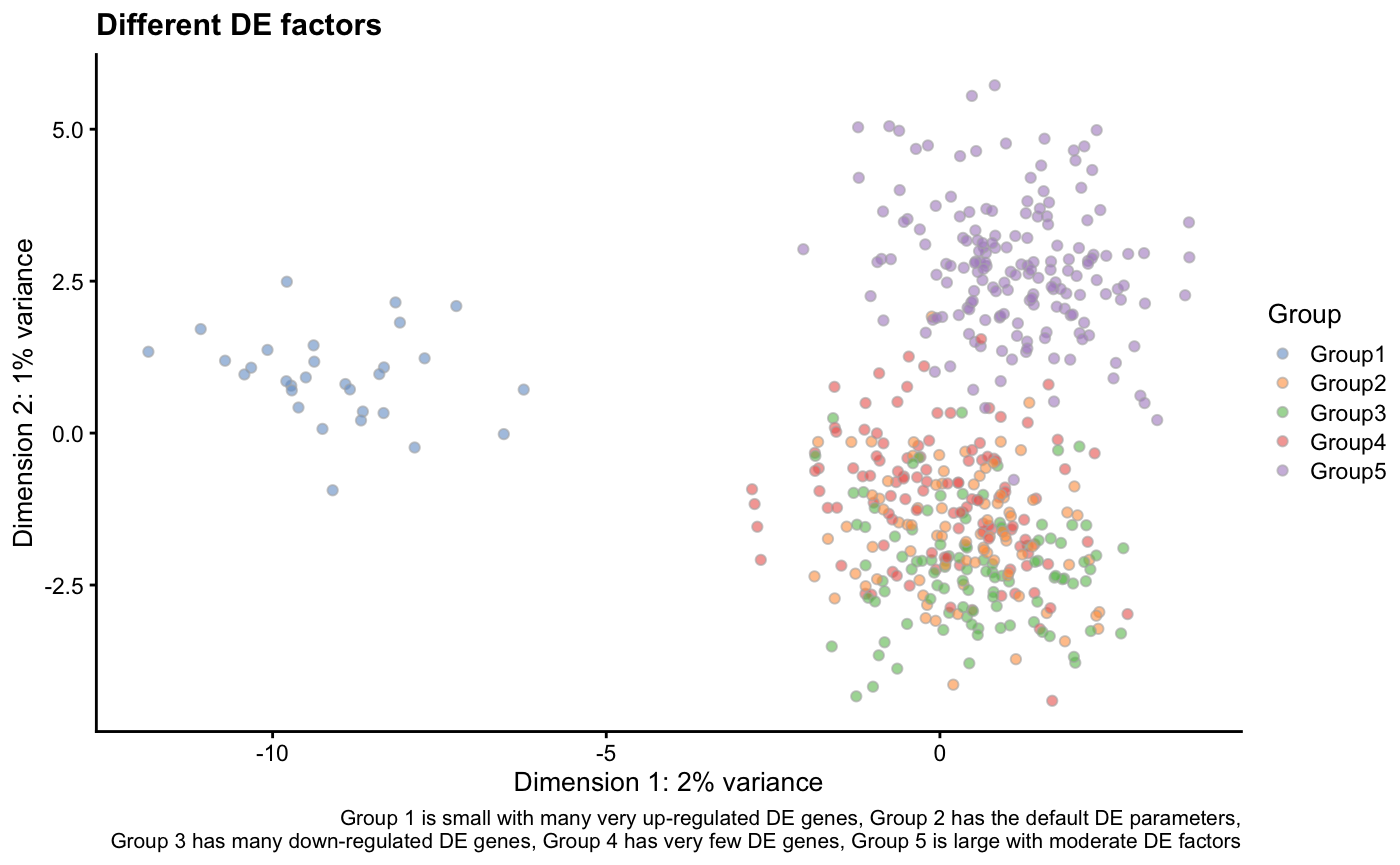 Different DE factors
Dimension 2: 1% variance
5.0
2.5
0.0
-2.5
-10
-5
0
Dimension 1: 2% variance
Group
Group1
Group2
Group3
Group4
Group5
Group 1 is small with many very up-regulated DE genes, Group 2 has the default DE parameters,
Group 3 has many down-regulated DE genes, Group 4 has very few DE genes, Group 5 is large with moderate DE factors